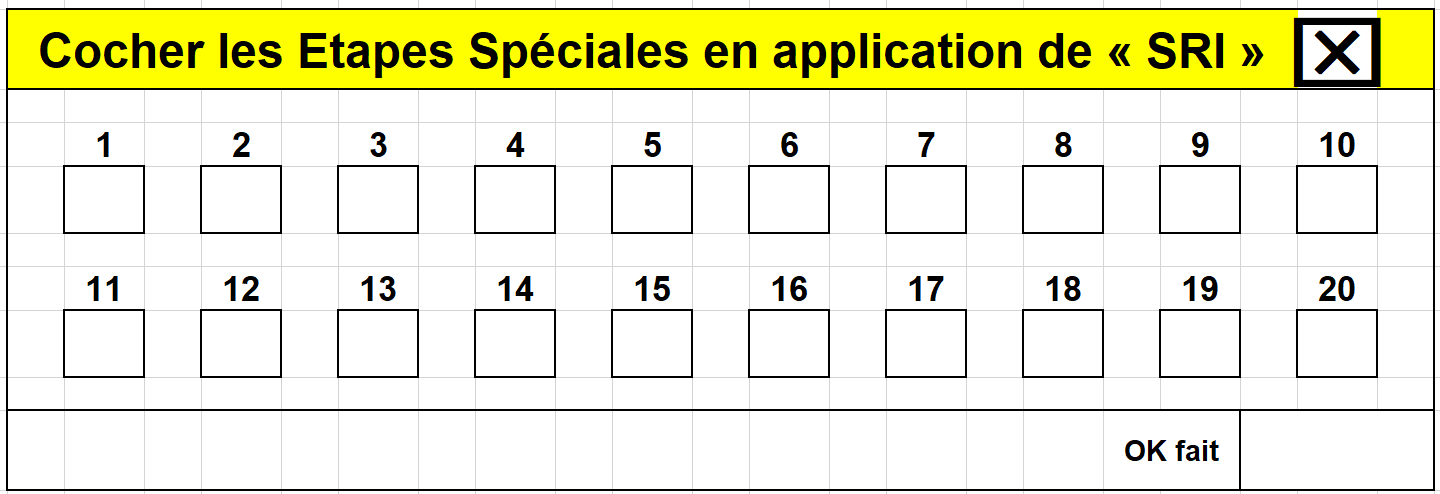 Cocher les Etapes Spéciales en application de « SRI » ☒
1 2 3 4 5 6 7 8 9 10
11 12 13 14 15 16 17 18 19 20
OK fait